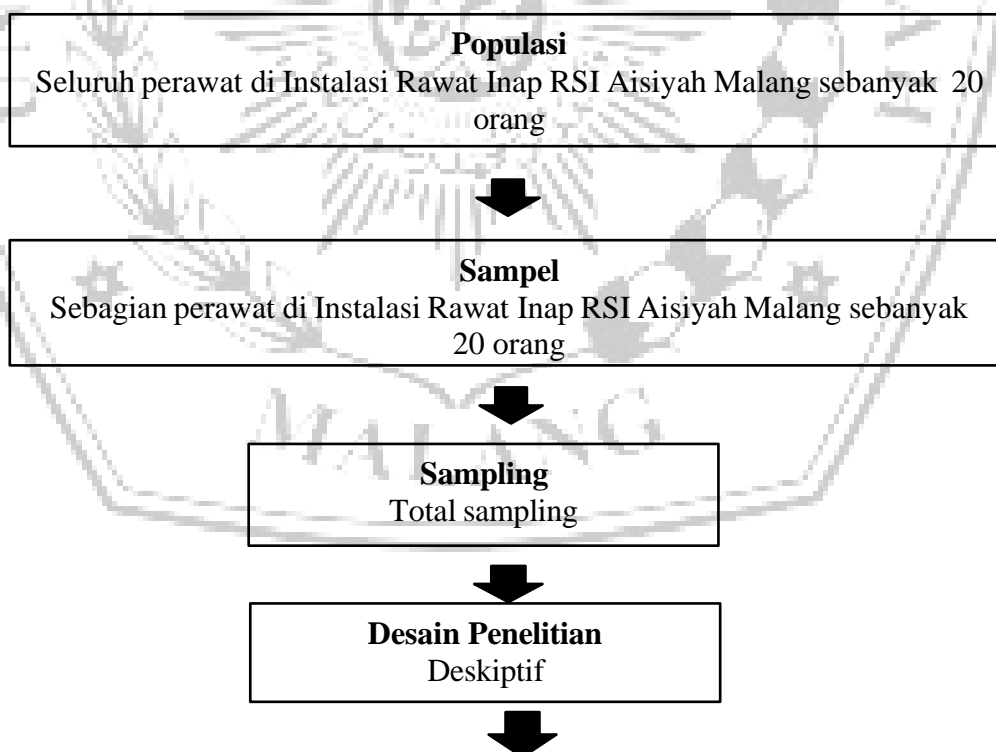 Populasi
Seluruh perawat di Instalasi Rawat Inap RSI Aisiyah Malang sebanyak 20
orang
Sampel
Sebagian perawat di Instalasi Rawat Inap RSI Aisiyah Malang sebanyak
20 orang
MALANG
Sampling
Total sampling
Desain Penelitian
Deskiptif